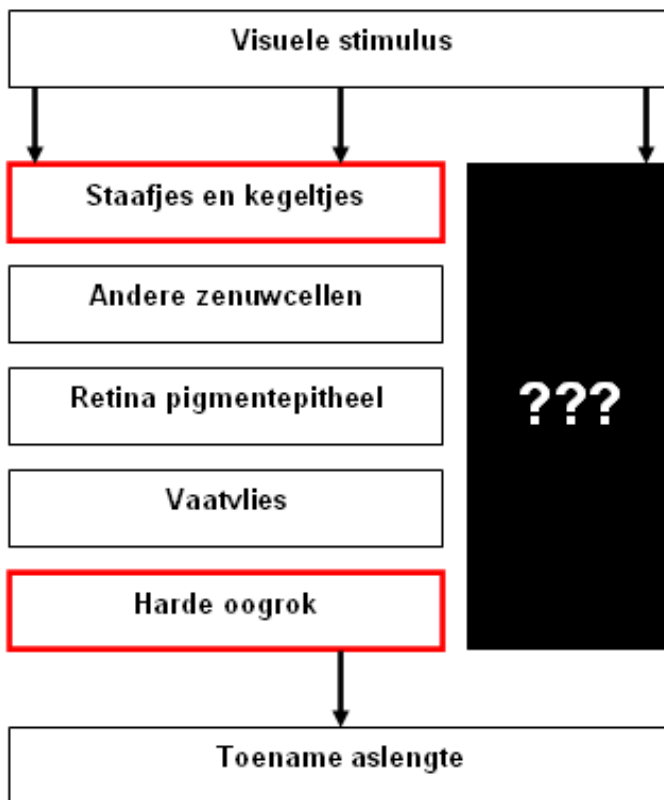 Visuele stimulus
Staafjes en kegeltjes
Andere zenuwcellen
Retina pigmentepitheel
???
Vaatvlies
Harde oogrok
Toename aslengte